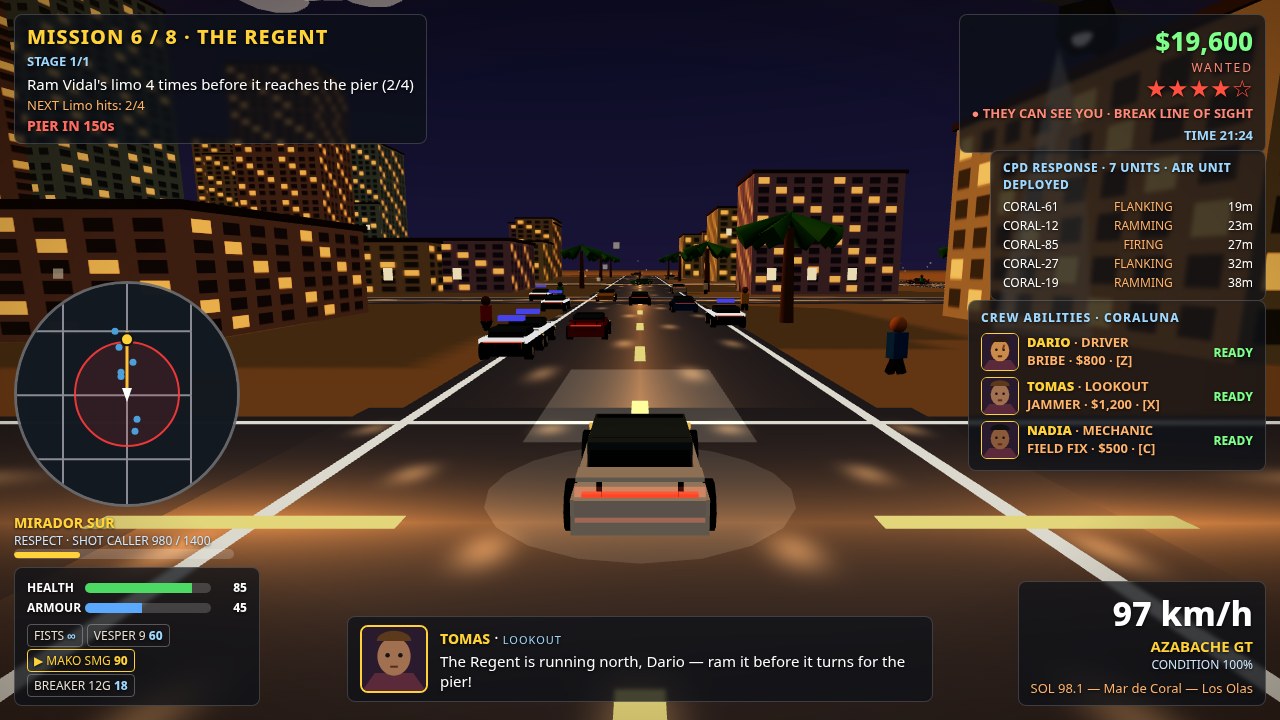 MISSION 6 / 8 · THE REGENT
STAGE 1/1
Ram Vidal's limo 4 times before it reaches the pier (2/4)
NEXT Limo hits: 2/4
PIER IN 150s
$19,600
WANTED
★★★★☆
● THEY CAN SEE YOU · BREAK LINE OF SIGHT
TIME 21:24
CPD RESPONSE · 7 UNITS · AIR UNIT
DEPLOYED
CORAL-61 FLANKING 19m
CORAL-12 RAMMING 23m
CORAL-85 FIRING 27m
CORAL-27 FLANKING 32m
CORAL-19 RAMMING 38m
CREW ABILITIES · CORALUNA
DARIO · DRIVER
BRIBE · $800 · [Z] READY
TOMAS · LOOKOUT
JAMMER · $1,200 · [X] READY
NADIA · MECHANIC
FIELD FIX · $500 · [C] READY
MIRADOR SUR
RESPECT · SHOT CALLER 980 / 1400
HEALTH 85
ARMOUR 45
FISTS ∞ VESPER 9 60
▶ MAKO SMG 90
BREAKER 12G 18
TOMAS · LOOKOUT
The Regent is running north, Dario — ram it before it turns for the
pier!
97 km/h
AZABACHE GT
CONDITION 100%
SOL 98.1 — Mar de Coral — Los Olas